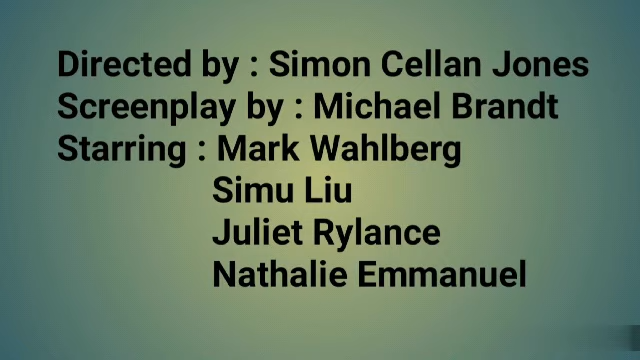 Directed by : Simon Cellan Jones
Screenplay by : Michael Brandt
Starring : Mark Wahlberg
Simu Liu
Juliet Rylance
Nathalie Emmanuel